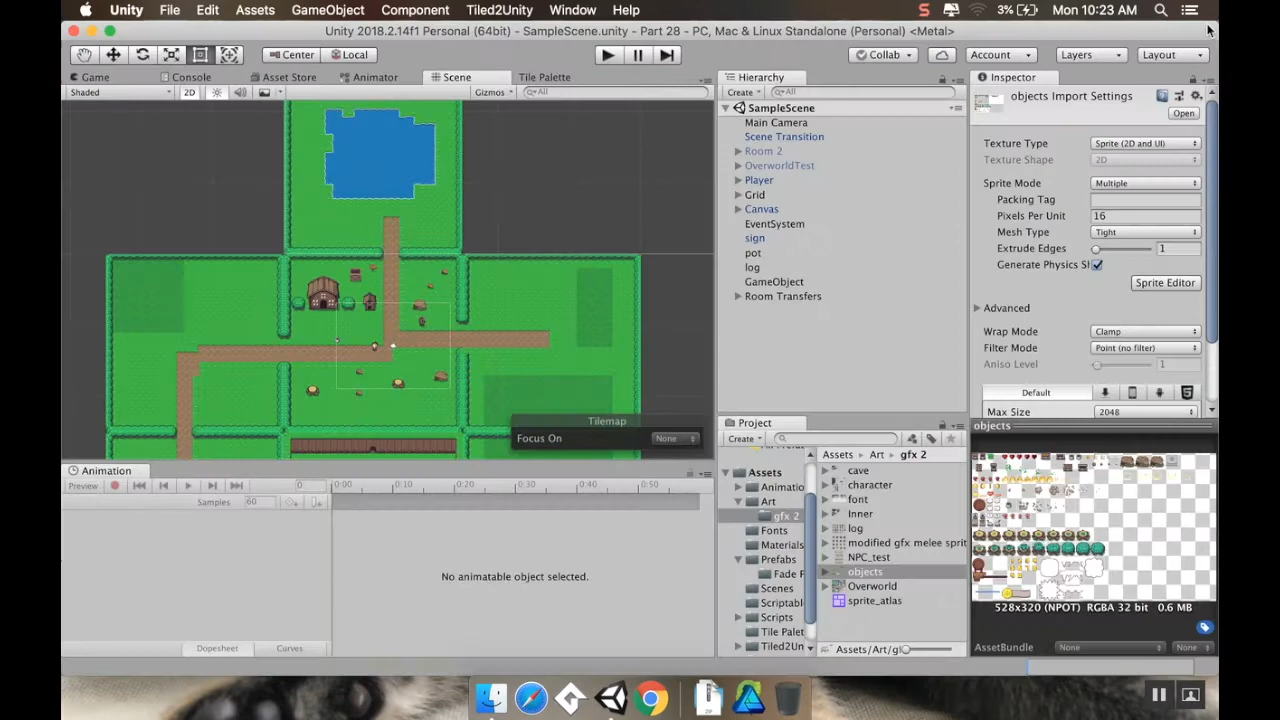 Unity File Edit Assets GameObject Component Tiled2Unity Window Help 3% Mon 10:23 AM
Unity 2018.2.14f1 Personal (64bit) - SampleScene.unity - Part 28 - PC, Mac & Linux Standalone (Personal) <Metal>
Center Local Collab Account Layers Layout
Game Console Asset Store Animator Scene Tile Palette
Shaded 2D Gizmos All
Tilemap
Focus On None
Hierarchy
Create All
SampleScene
Main Camera
Scene Transition
Room 2
OverworldTest
Player
Grid
Canvas
EventSystem
sign
pot
log
GameObject
Room Transfers
Inspector
objects Import Settings
Open
Texture Type Sprite (2D and UI)
Texture Shape 2D
Sprite Mode Multiple
Packing Tag
Pixels Per Unit 16
Mesh Type Tight
Extrude Edges 1
Generate Physics Sl
Sprite Editor
Advanced
Wrap Mode Clamp
Filter Mode Point (no filter)
Aniso Level 1
Default
Max Size 2048
objects
528x320 (NPOT) RGBA 32 bit 0.6 MB
AssetBundle None None
Animation
Preview 0 0:00 0:10 0:20 0:30 0:40 0:50
Samples 60
No animatable object selected.
Dopesheet Curves
Project
Create
Assets
Animatio
Art
gfx 2
Fonts
Materials
Prefabs
Fade P
Scenes
Scriptabl
Scripts
Tile Palet
Tiled2Un
Assets Art gfx 2
cave
character
font
Inner
log
modified gfx melee sprit
NPC_test
objects
Overworld
sprite_atlas
Assets/Art/gf